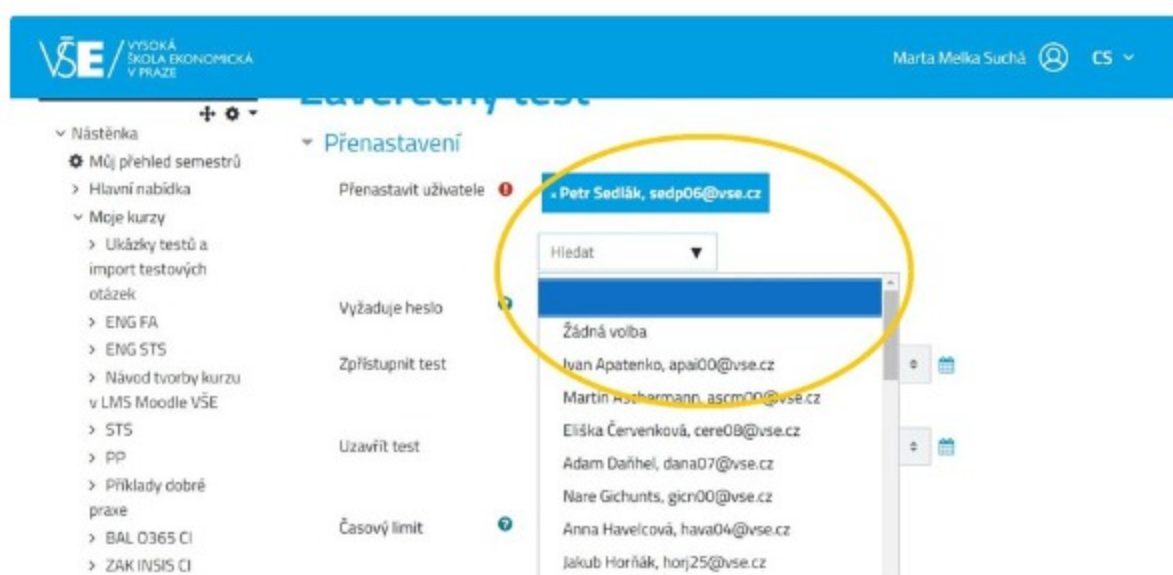 VŠE / VYSOKÁ
ŠKOLA EKONOMICKÁ
V PRAZE
Marta Melka Suchá
CS
Závěrečný test
Nástěnka
Můj přehled semestrů
Hlavní nabídka
Moje kurzy
Ukázky testů a
import testových
otázek
ENG FA
ENG STS
Návod tvorby kurzu
v LMS Moodle VŠE
STS
PP
Příklady dobré
praxe
BAL O365 CI
ZAK INSIS CI
Přenastavení
Přenastavit uživatele
× Petr Sedlák, sedp06@vse.cz
Hledat ▼
Žádná volba
Ivan Apatenko, apai00@vse.cz
Martin Aschermann, ascm00@vse.cz
Eliška Červenková, cere08@vse.cz
Adam Daňhel, dana07@vse.cz
Nare Gichunts, gicn00@vse.cz
Anna Havelcová, hava04@vse.cz
Jakub Horňák, horj25@vse.cz
Vyžaduje heslo
Zpřístupnit test
Uzavřít test
Časový limit